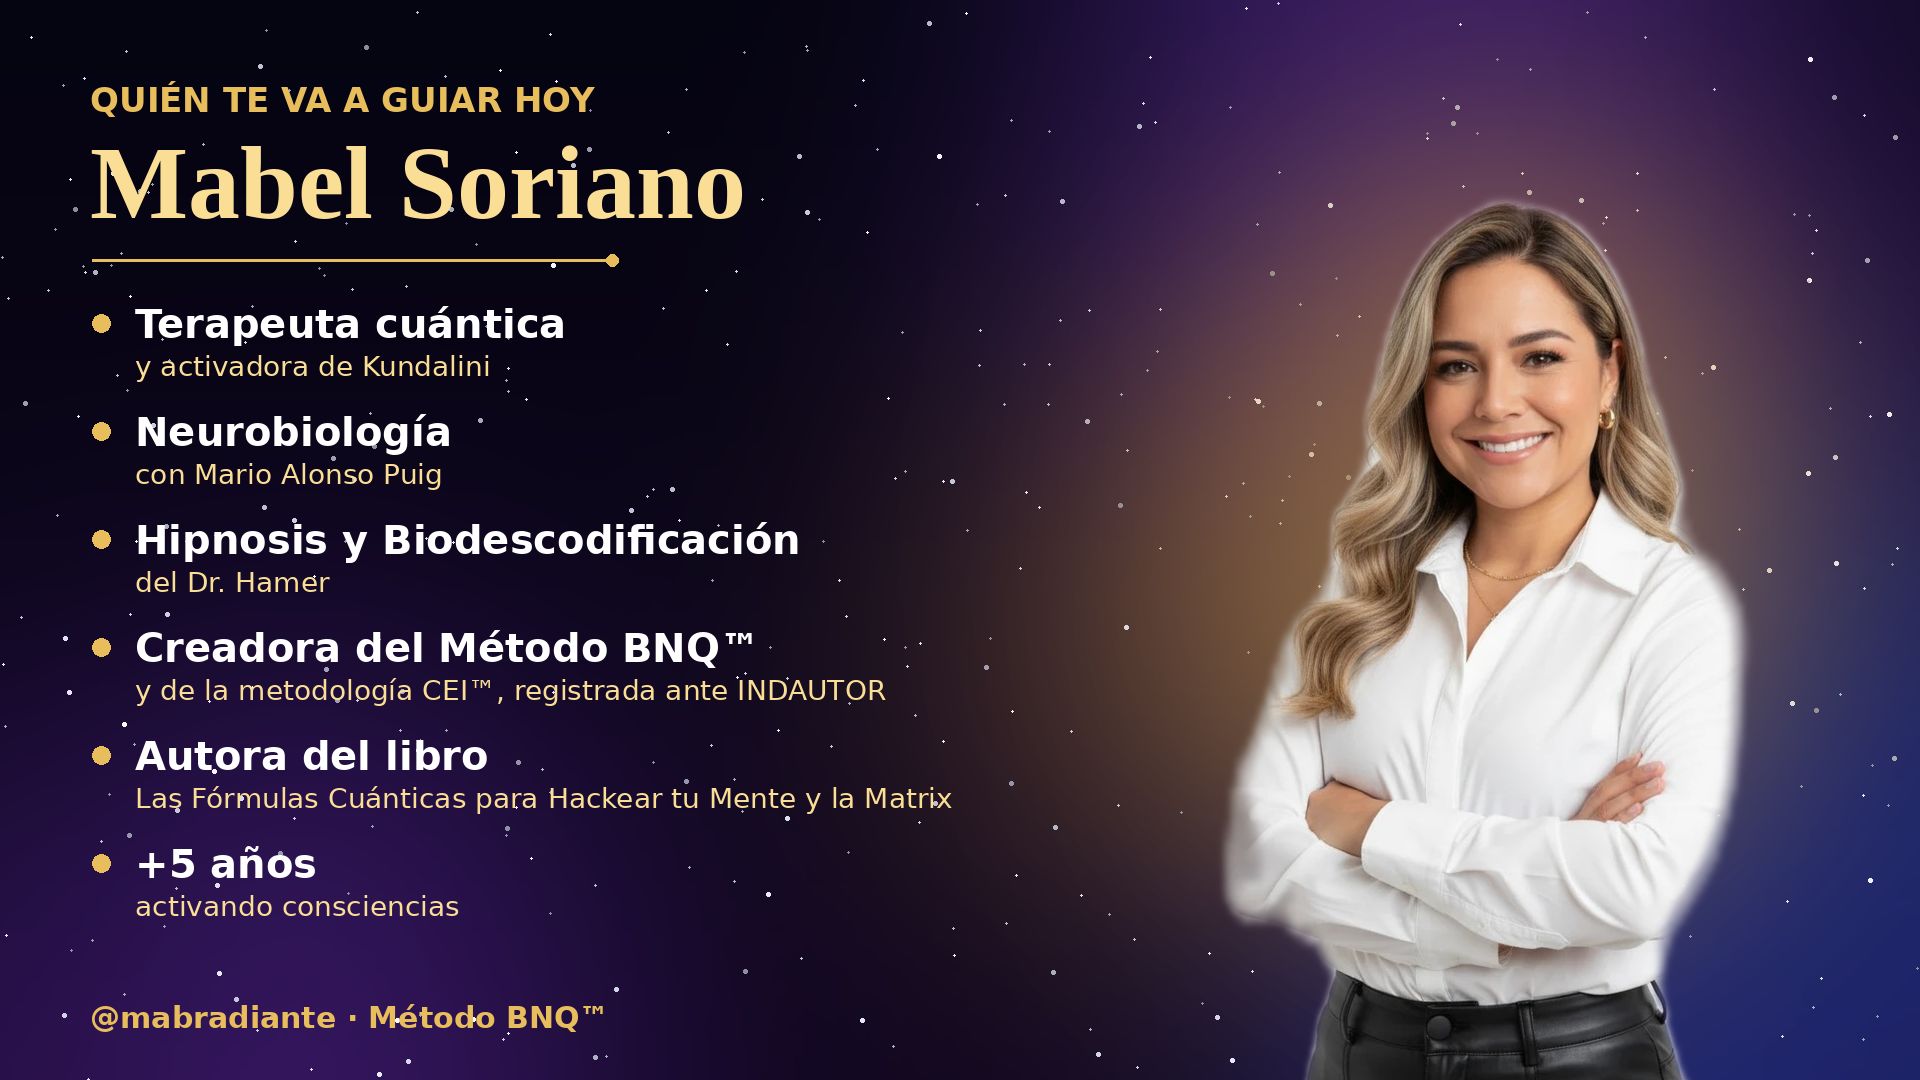 QUIÉN TE VA A GUIAR HOY
Mabel Soriano
Terapeuta cuántica
y activadora de Kundalini
Neurobiología
con Mario Alonso Puig
Hipnosis y Biodescodificación
del Dr. Hamer
Creadora del Método BNQ™
y de la metodología CEI™, registrada ante INDAUTOR
Autora del libro
Las Fórmulas Cuánticas para Hackear tu Mente y la Matrix
+5 años
activando consciencias
@mabradiante · Método BNQ™